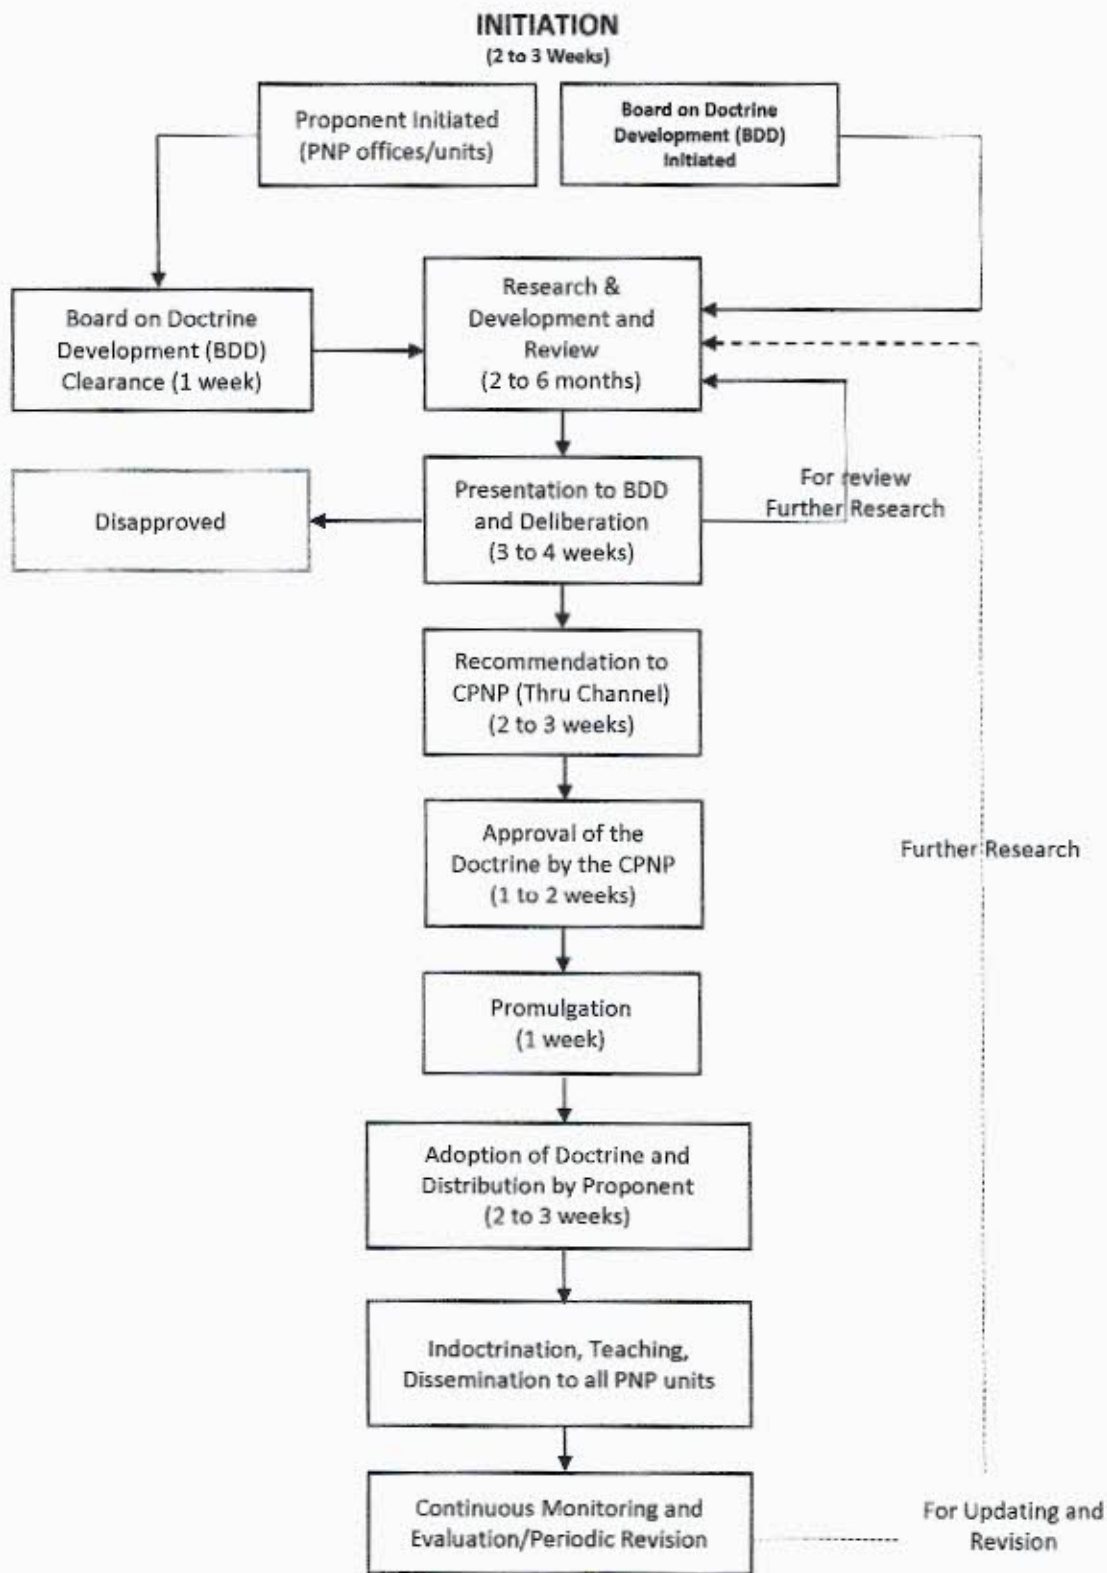 INITIATION
(2 to 3 Weeks)
Proponent Initiated
(PNP offices/units)
Board on Doctrine
Development (BDD)
Initiated
Board on Doctrine
Development (BDD)
Clearance (1 week)
Research &
Development and
Review
(2 to 6 months)
Disapproved
Presentation to BDD
and Deliberation
(3 to 4 weeks)
For review
Further Research
Recommendation to
CPNP (Thru Channel)
(2 to 3 weeks)
Approval of the
Doctrine by the CPNP
(1 to 2 weeks)
Further Research
Promulgation
(1 week)
Adoption of Doctrine and
Distribution by Proponent
(2 to 3 weeks)
Indoctrination, Teaching,
Dissemination to all PNP units
Continuous Monitoring and
Evaluation/Periodic Revision
For Updating and
Revision